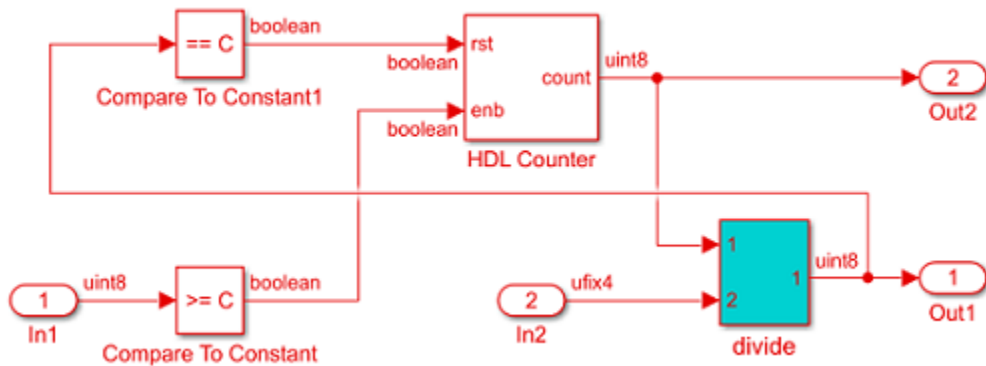 == C
boolean
Compare To Constant1
rst
boolean
enb
boolean
count
uint8
HDL Counter
2
Out2
1
In1
uint8
>= C
boolean
Compare To Constant
2
In2
ufix4
1
2
1
divide
uint8
1
Out1